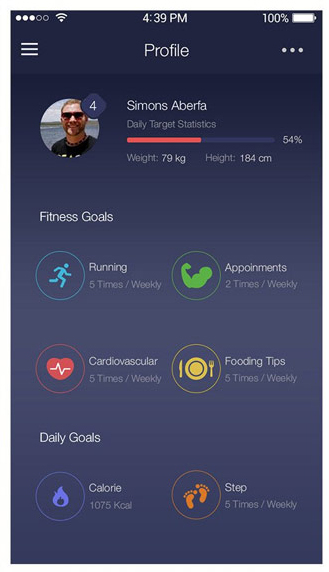 4:39 PM
100%
Profile
4
Simons Aberfa
Daily Target Statistics
54%
Weight: 79 kg Height: 184 cm
Fitness Goals
Running
5 Times / Weekly
Appoinments
2 Times / Weekly
Cardiovascular
5 Times / Weekly
Fooding Tips
5 Times / Weekly
Daily Goals
Calorie
1075 Kcal
Step
5 Times / Weekly